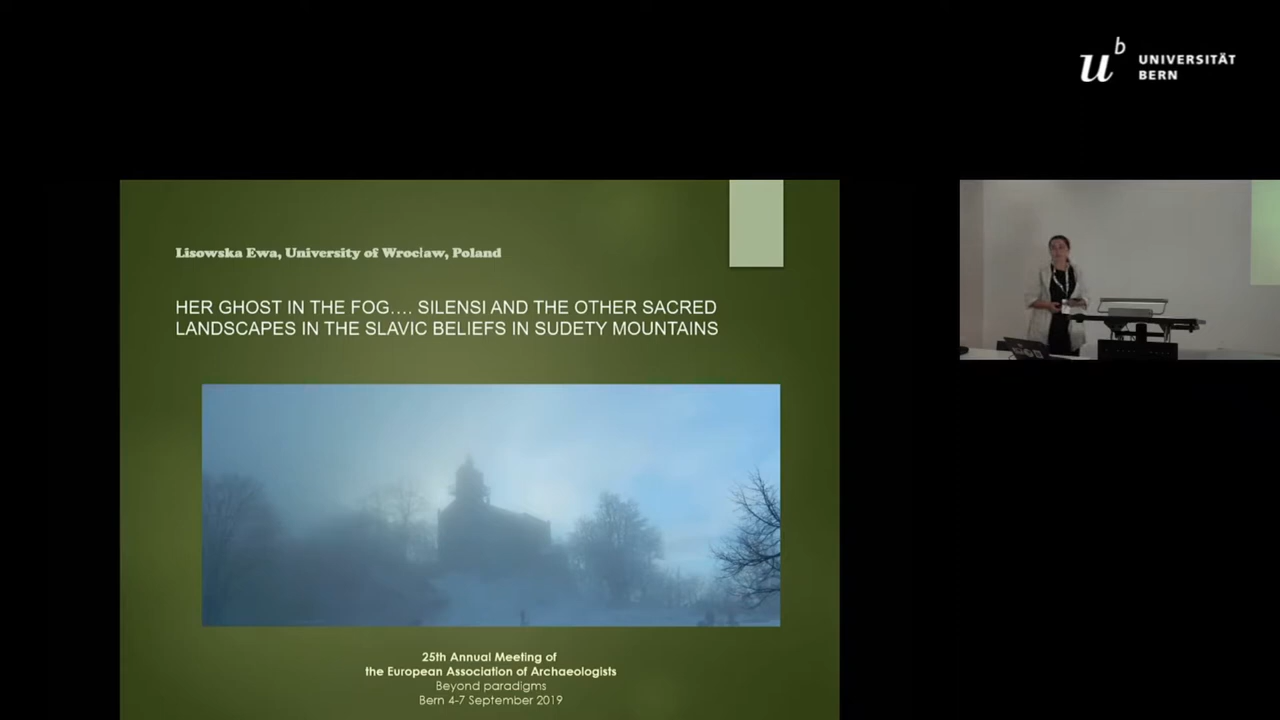 u^b UNIVERSITÄT
BERN
Lisowska Ewa, University of Wrocław, Poland
HER GHOST IN THE FOG.... SILENSI AND THE OTHER SACRED
LANDSCAPES IN THE SLAVIC BELIEFS IN SUDETY MOUNTAINS
25th Annual Meeting of
the European Association of Archaeologists
Beyond paradigms
Bern 4-7 September 2019